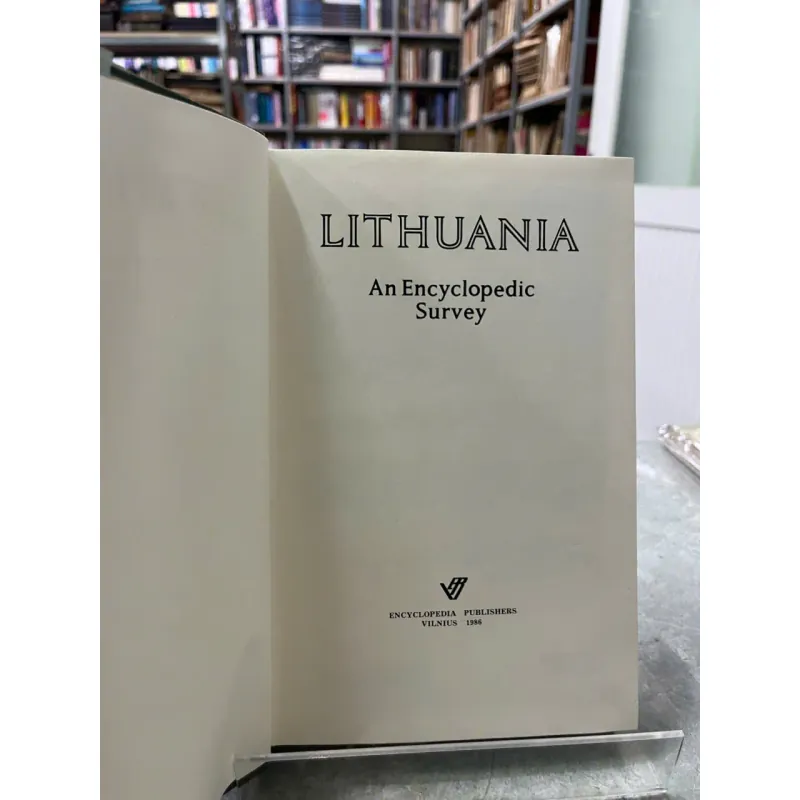 LITHUANIA
An Encyclopedic
Survey
ENCYCLOPEDIA PUBLISHERS
VILNIUS 1986